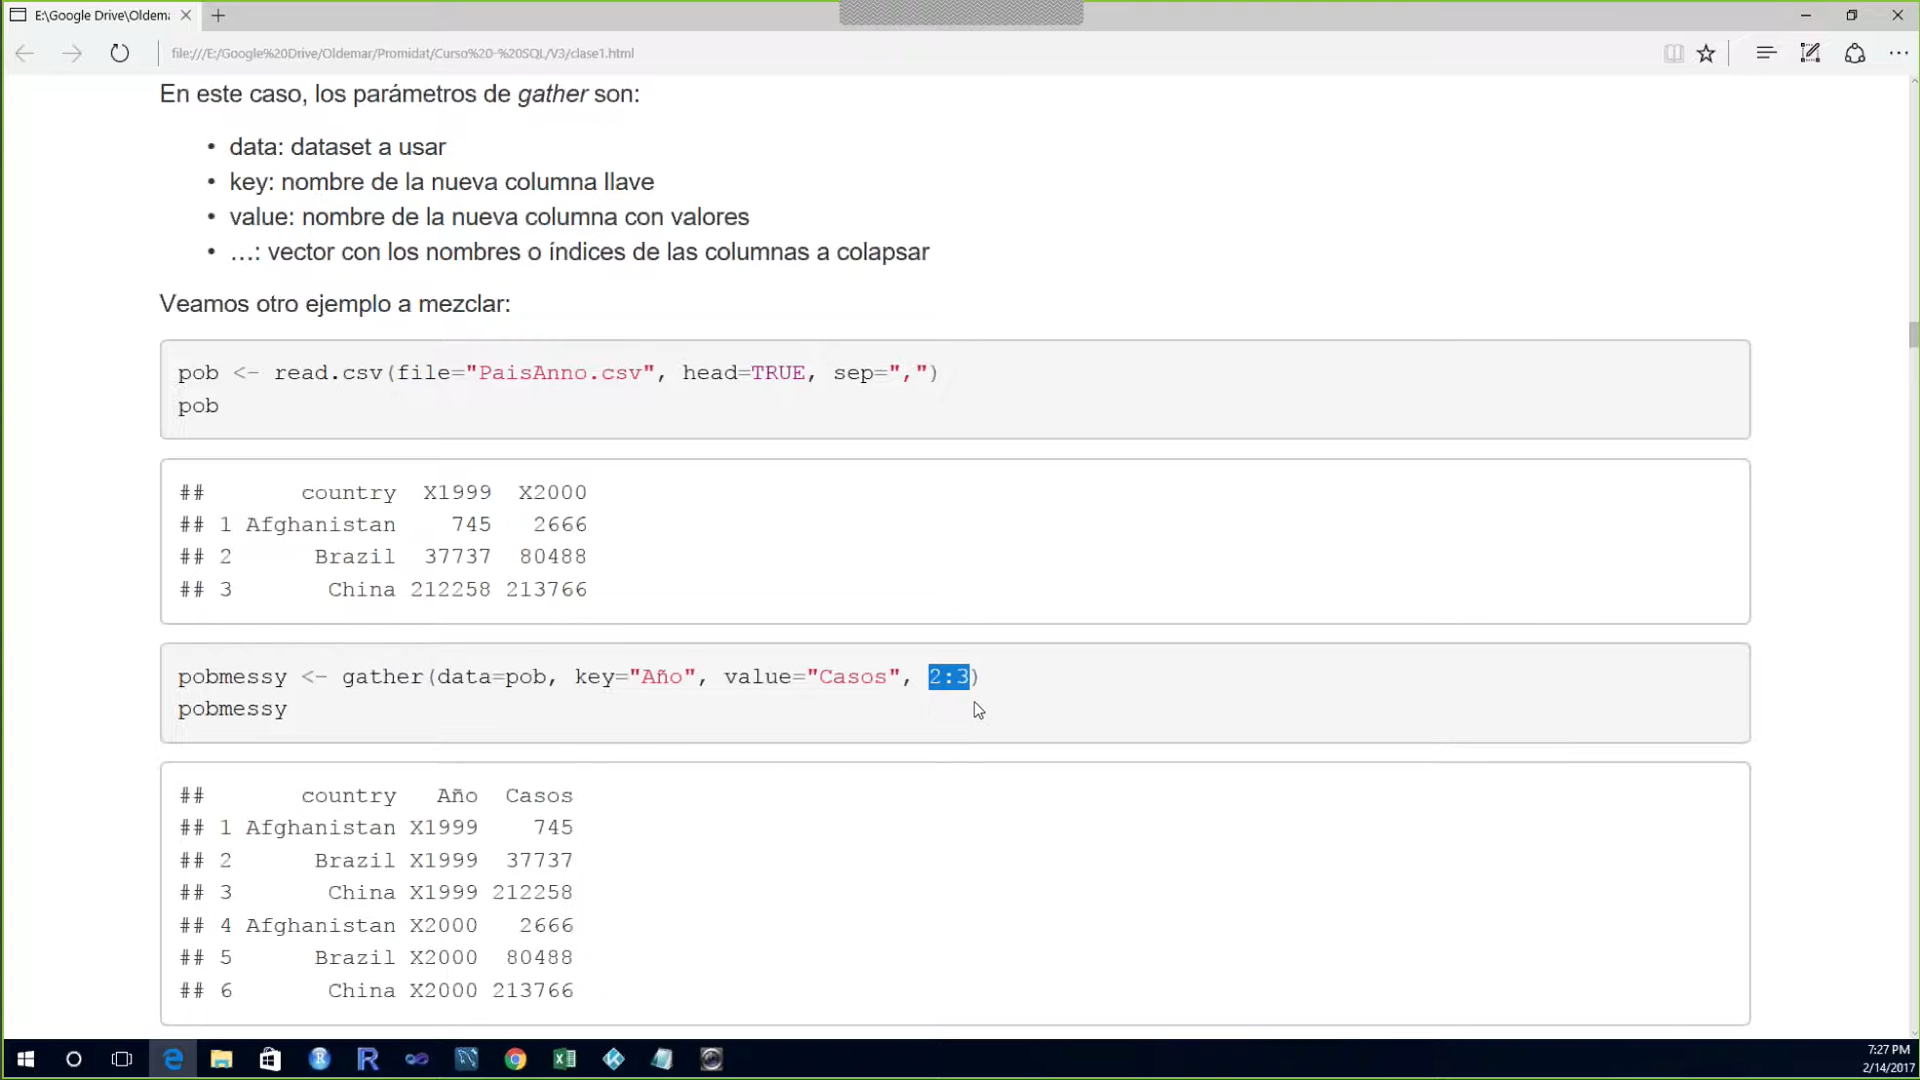 E:\Google Drive\Oldema
file:///E:/Google%20Drive/Oldemar/Promidat/Curso%20-%20SQL/V3/clase1.html
En este caso, los parámetros de gather son:
• data: dataset a usar
• key: nombre de la nueva columna llave
• value: nombre de la nueva columna con valores
• …: vector con los nombres o índices de las columnas a colapsar
Veamos otro ejemplo a mezclar:
pob <- read.csv(file="PaisAnno.csv", head=TRUE, sep=",")
pob
##       country  X1999  X2000
## 1 Afghanistan    745   2666
## 2      Brazil  37737  80488
## 3       China 212258 213766
pobmessy <- gather(data=pob, key="Año", value="Casos", 2:3)
pobmessy
##       country   Año  Casos
## 1 Afghanistan X1999    745
## 2      Brazil X1999  37737
## 3       China X1999 212258
## 4 Afghanistan X2000   2666
## 5      Brazil X2000  80488
## 6       China X2000 213766
7:27 PM
2/14/2017